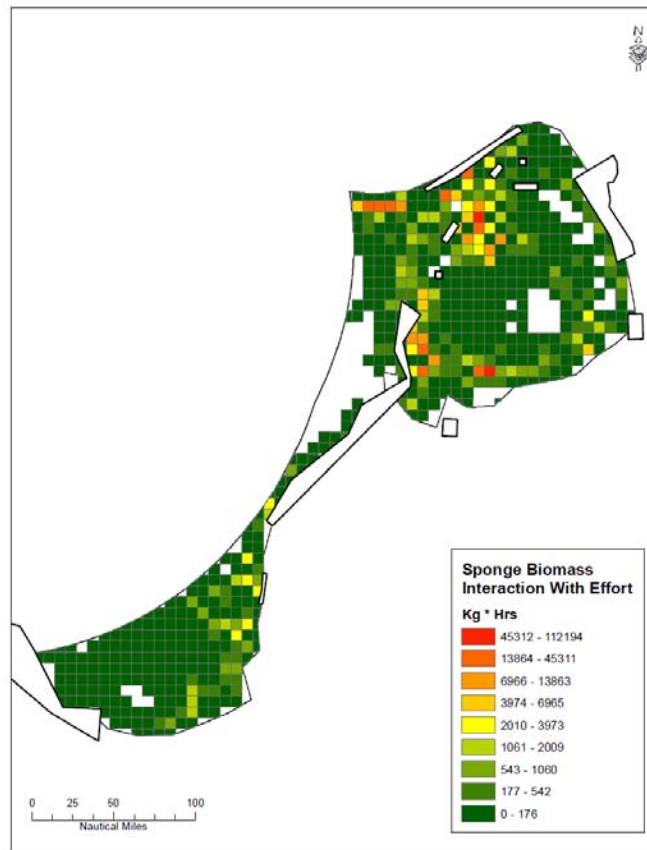 N
Sponge Biomass
Interaction With Effort
Kg * Hrs
45312 - 112194
13864 - 45311
6966 - 13863
3974 - 6965
2010 - 3973
1061 - 2009
543 - 1060
177 - 542
0 - 176
0 25 50 100
Nautical Miles